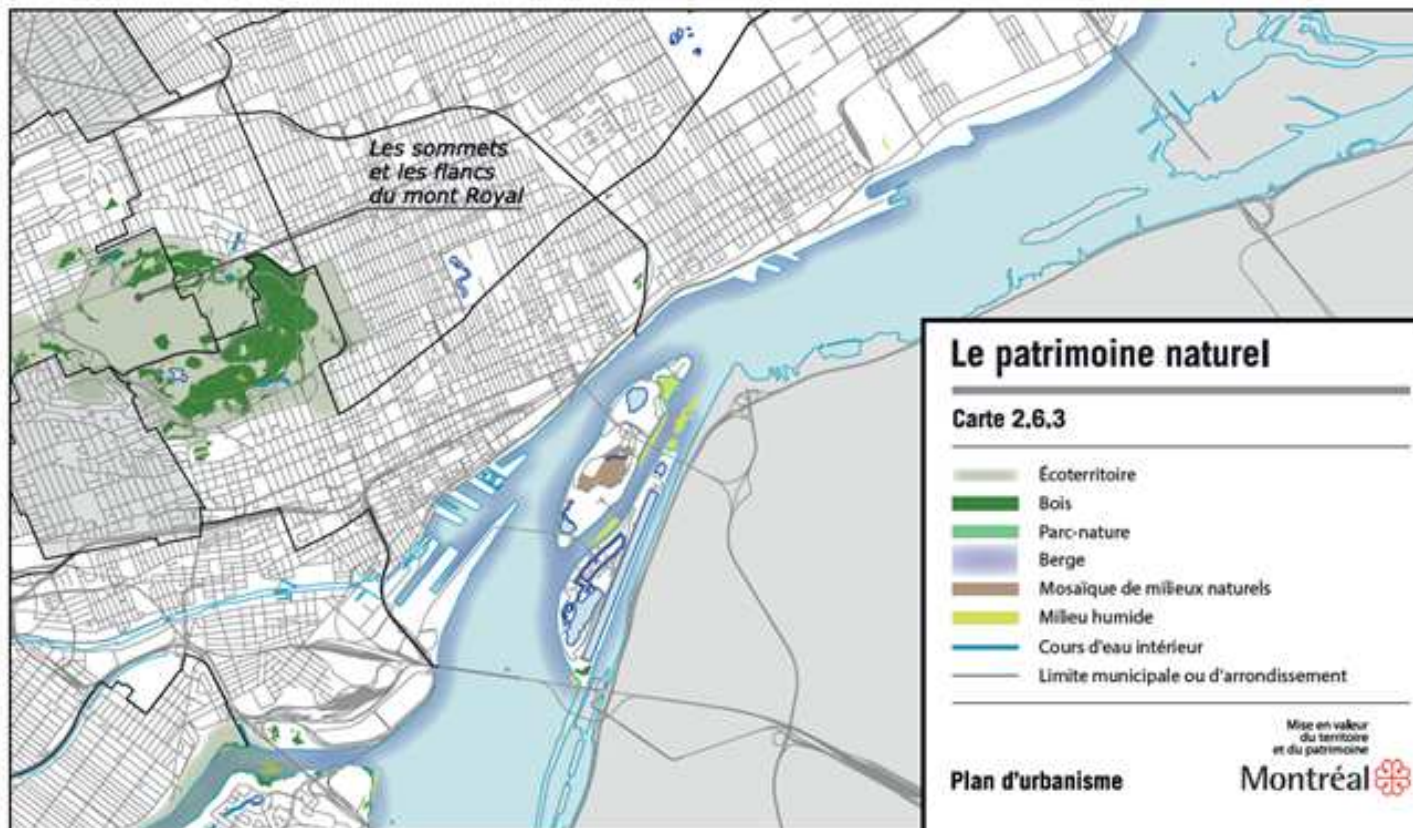 Les sommets
et les flancs
du mont Royal
Le patrimoine naturel
Carte 2.6.3
Écoterritoire
Bois
Parc-nature
Berge
Mosaïque de milieux naturels
Milieu humide
Cours d'eau intérieur
Limite municipale ou d'arrondissement
Mise en valeur
du territoire
et du patrimoine
Plan d'urbanisme
Montréal